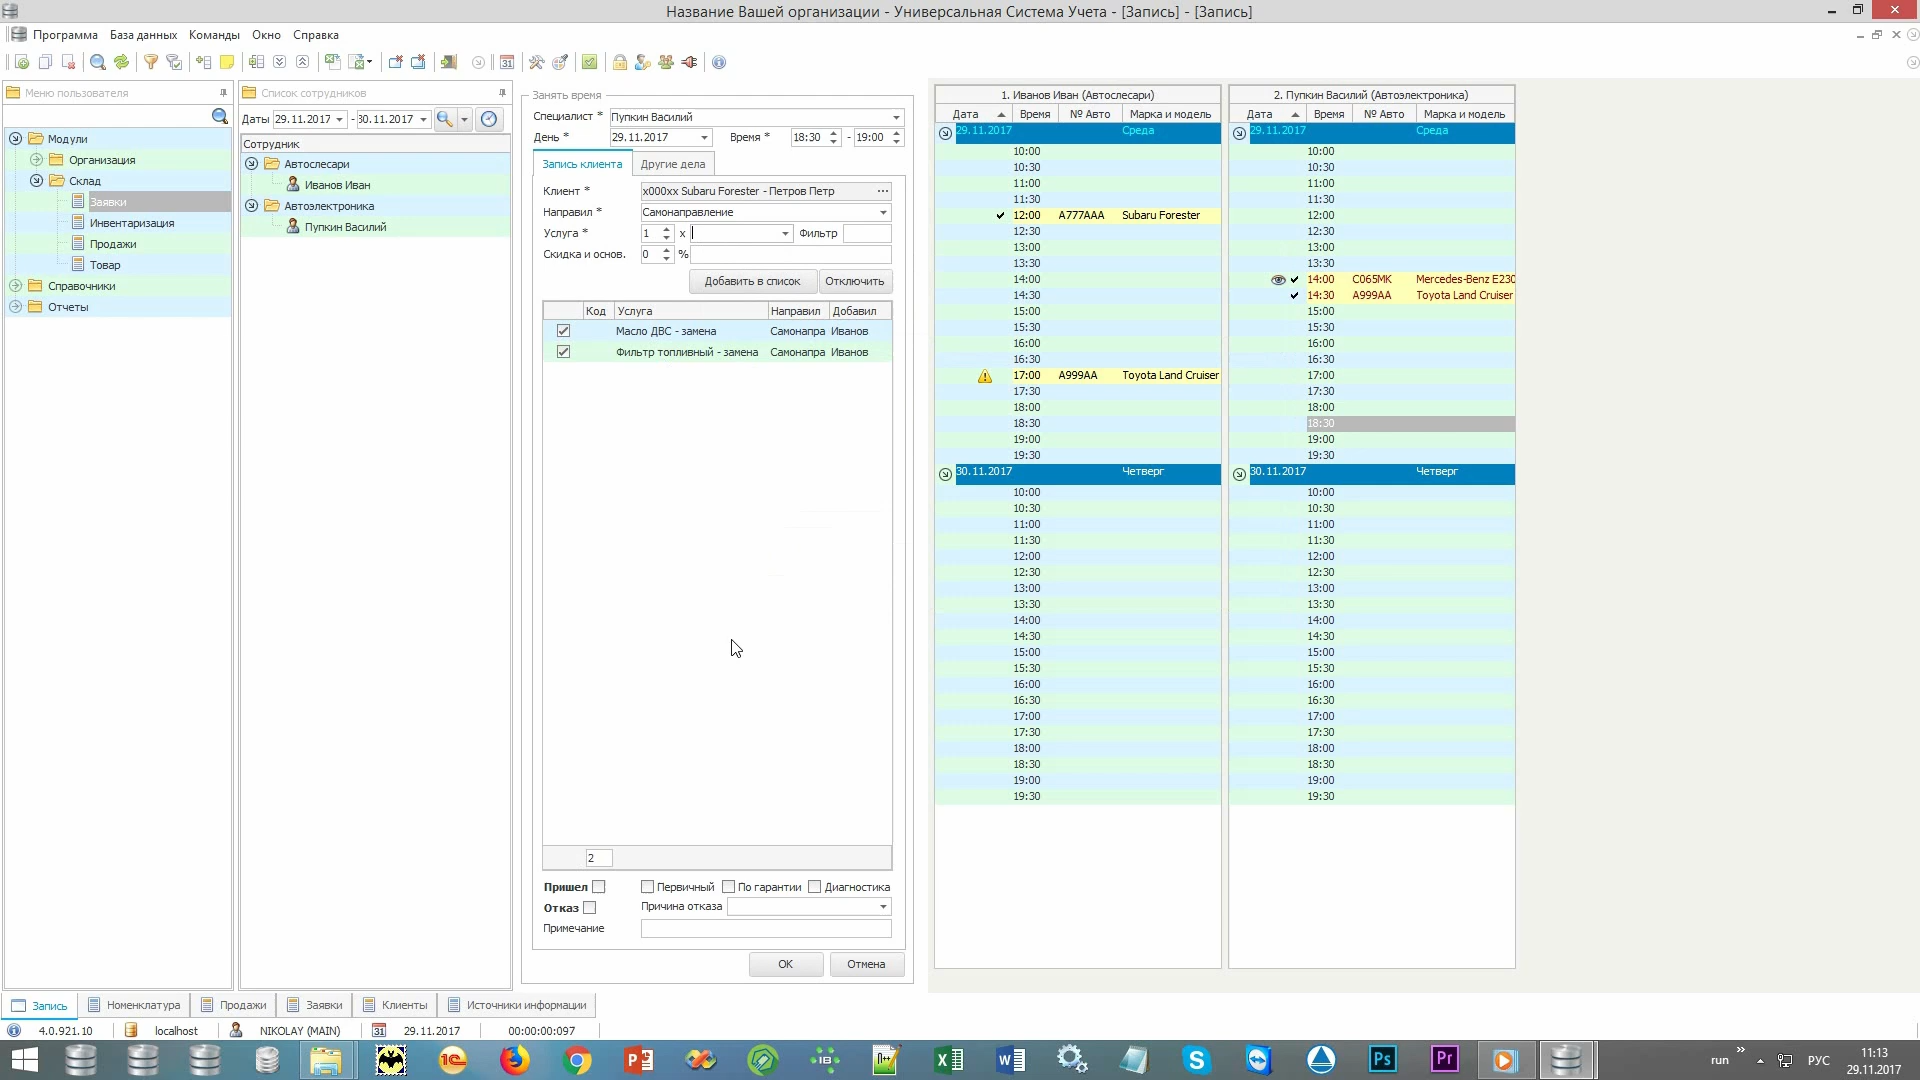 Название Вашей организации - Универсальная Система Учета - [Запись] - [Запись]
Программа База данных Команды Окно Справка
Меню пользователя
Модули
Организация
Склад
Заявки
Инвентаризация
Продажи
Товар
Справочники
Отчеты
Список сотрудников
Даты 29.11.2017 - 30.11.2017
Сотрудник
Автослесари
Иванов Иван
Автоэлектроника
Пупкин Василий
Занять время
Специалист * Пупкин Василий
День * 29.11.2017 Время * 18:30 - 19:00
Запись клиента Другие дела
Клиент * х000хх Subaru Forester - Петров Петр ...
Направил * Самонаправление
Услуга * 1 x Фильтр
Скидка и основ. 0 %
Добавить в список Отключить
Код Услуга Направил Добавил
Масло ДВС - замена Самонапра Иванов
Фильтр топливный - замена Самонапра Иванов
2
Пришел Первичный По гарантии Диагностика
Отказ Причина отказа
Примечание
OK Отмена
1. Иванов Иван (Автослесари)
Дата Время № Авто Марка и модель
29.11.2017 Среда
10:00
10:30
11:00
11:30
12:00 A777AAA Subaru Forester
12:30
13:00
13:30
14:00
14:30
15:00
15:30
16:00
16:30
17:00 A999AA Toyota Land Cruiser
17:30
18:00
18:30
19:00
19:30
30.11.2017 Четверг
10:00
10:30
11:00
11:30
12:00
12:30
13:00
13:30
14:00
14:30
15:00
15:30
16:00
16:30
17:00
17:30
18:00
18:30
19:00
19:30
2. Пупкин Василий (Автоэлектроника)
Дата Время № Авто Марка и модель
29.11.2017 Среда
10:00
10:30
11:00
11:30
12:00
12:30
13:00
13:30
14:00 C065MK Mercedes-Benz E230
14:30 A999AA Toyota Land Cruiser
15:00
15:30
16:00
16:30
17:00
17:30
18:00
18:30
19:00
19:30
30.11.2017 Четверг
10:00
10:30
11:00
11:30
12:00
12:30
13:00
13:30
14:00
14:30
15:00
15:30
16:00
16:30
17:00
17:30
18:00
18:30
19:00
19:30
Запись Номенклатура Продажи Заявки Клиенты Источники информации
4.0.921.10 localhost NIKOLAY (MAIN) 31 29.11.2017 00:00:00:097
run » РУС 11:13
29.11.2017